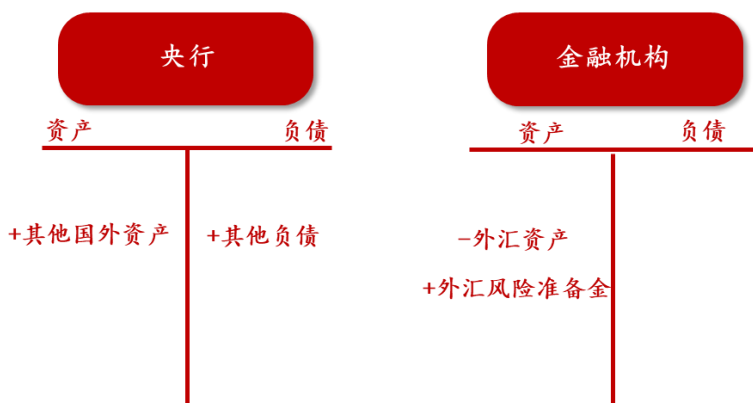 央行
资产 负债
+其他国外资产 +其他负债
金融机构
资产 负债
-外汇资产
+外汇风险准备金